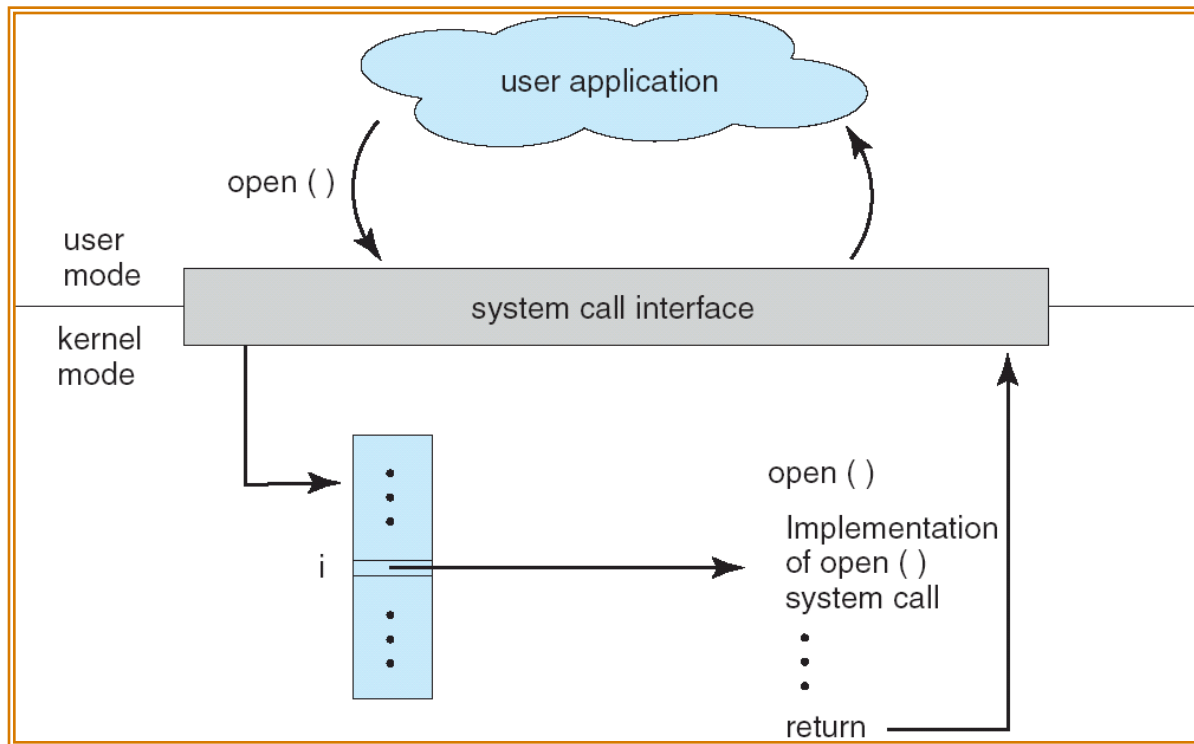 user application
open ( )
user
mode
system call interface
kernel
mode
open ( )
i
Implementation
of open ( )
system call
return